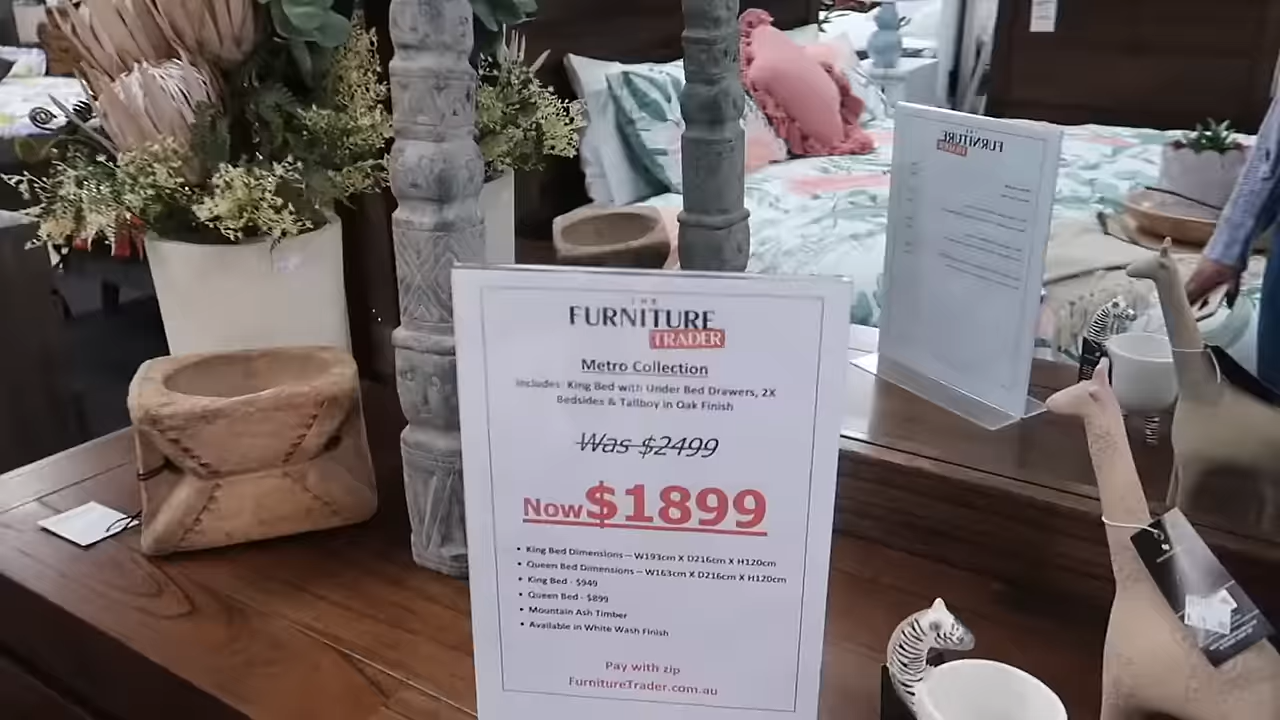 THE
FURNITURE
TRADER
Metro Collection
Includes: King Bed with Under Bed Drawers, 2X
Bedsides & Tallboy in Oak Finish
Was $2499
Now $1899
• King Bed Dimensions – W193cm X D216cm X H120cm
• Queen Bed Dimensions – W163cm X D216cm X H120cm
• King Bed - $949
• Queen Bed - $899
• Mountain Ash Timber
• Available in White Wash Finish
Pay with zip
FurnitureTrader.com.au
THE
FURNITURE
TRADER